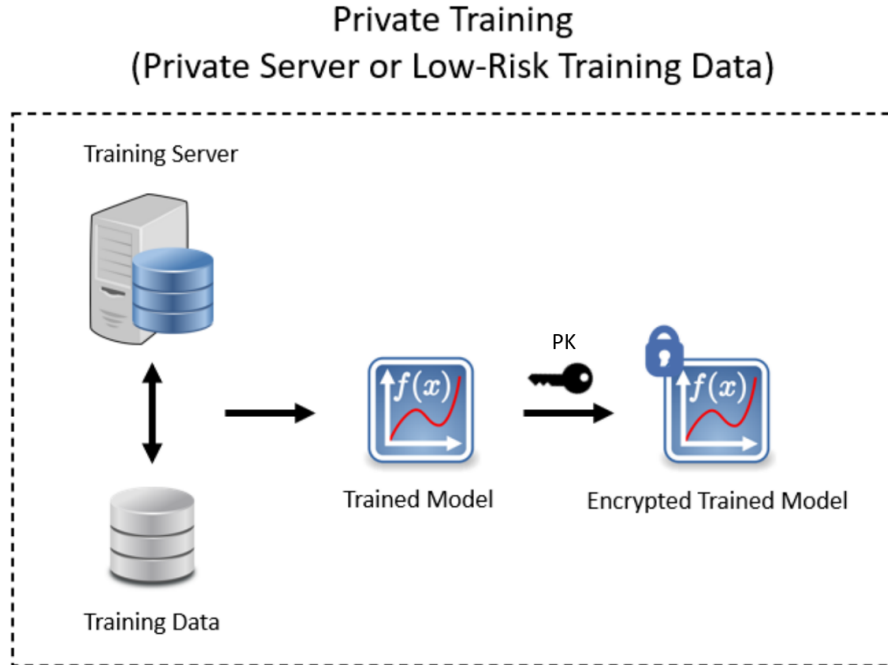 Private Training
(Private Server or Low-Risk Training Data)
Training Server
PK
f(x)
f(x)
Trained Model
Encrypted Trained Model
Training Data